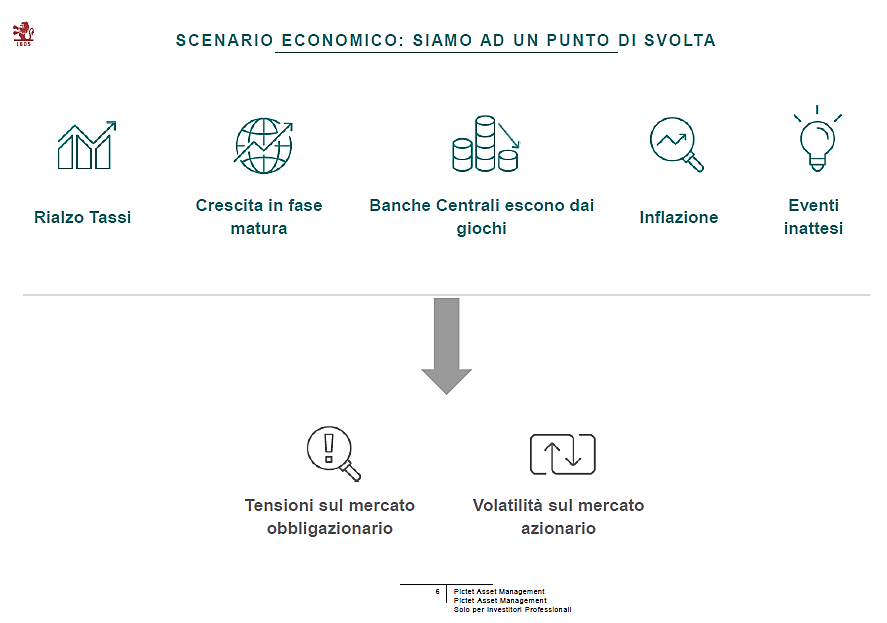 1805
SCENARIO ECONOMICO: SIAMO AD UN PUNTO DI SVOLTA
Rialzo Tassi
Crescita in fase
matura
Banche Centrali escono dai
giochi
Inflazione
Eventi
inattesi
Tensioni sul mercato
obbligazionario
Volatilità sul mercato
azionario
6
Pictet Asset Management
Pictet Asset Management
Solo per Investitori Professionali